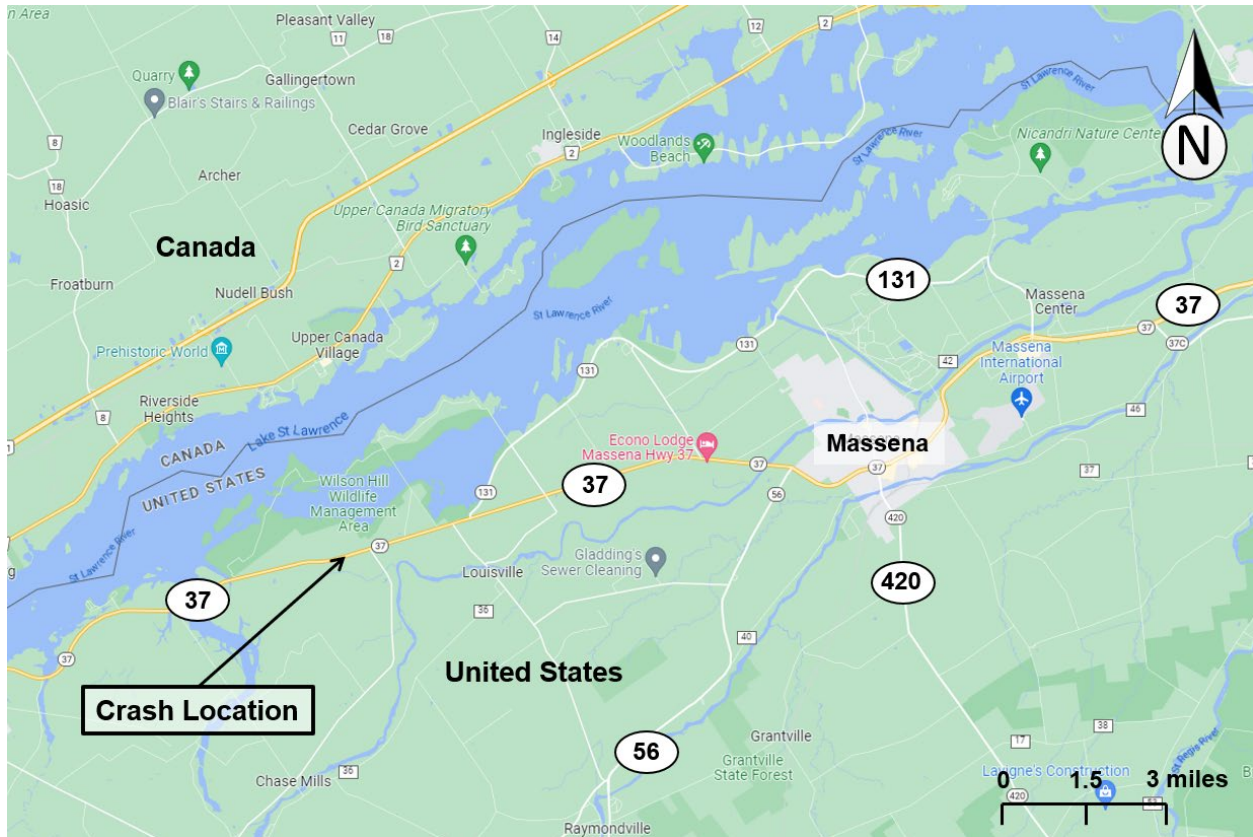 n Area
Pleasant Valley
2
11
18
14
Quarry
Gallingertown
Blair's Stairs & Railings
St Lawrence River
Cedar Grove
Ingleside
2
Woodlands
Beach
St Lawrence River
Nicandri Nature Center
N
8
18
Archer
Hoasic
Upper Canada Migratory
Bird Sanctuary
Canada
2
131
Froatburn
Nudell Bush
Massena
Center
37
St Lawrence River
37
Upper Canada
Village
Prehistoric World
131
37C
42
Massena
International
Airport
131
Riverside
Heights
8
Lake St Lawrence
46
CANADA
UNITED STATES
Econo Lodge
Massena Hwy 37
Massena
37
37
37
Wilson Hill
Wildlife
Management
Area
131
37
56
420
37
Gladding's
Sewer Cleaning
St Lawrence River
Louisville
37
420
36
40
37
United States
Crash Location
56
Grantville
Grantville
State Forest
38
17
St Regis River
Chase Mills
36
Lavigne's Construction
0 1.5 3 miles
420
53
Raymondville